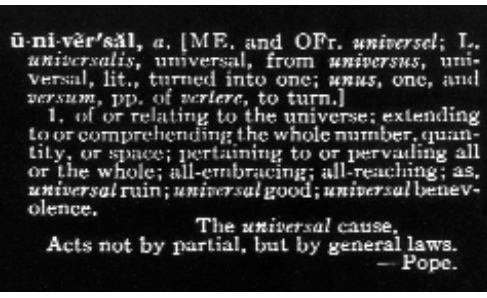 ū-ni-vẽr'săl, a. [ME. and OFr. universel; L.
universalis, universal, from universus, uni-
versal, lit., turned into one; unus, one, and
versum, pp. of vertere, to turn.]
1. of or relating to the universe; extending
to or comprehending the whole number, quan-
tity, or space; pertaining to or pervading all
or the whole; all-embracing; all-reaching; as,
universal ruin; universal good; universal benev-
olence.
The universal cause,
Acts not by partial, but by general laws.
— Pope.